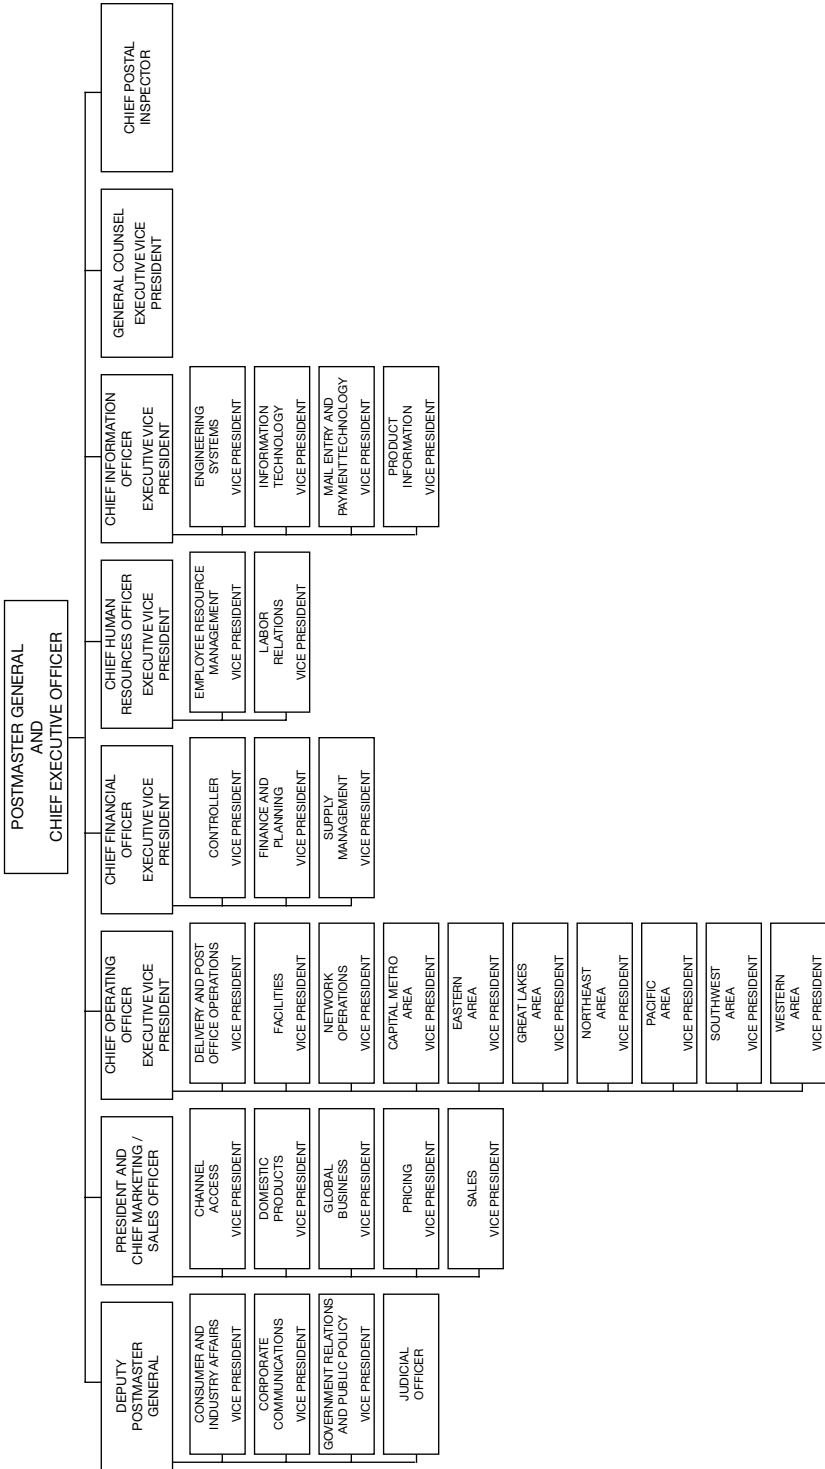 POSTMASTER GENERAL
AND
CHIEF EXECUTIVE OFFICER
DEPUTY
POSTMASTER
GENERAL
CONSUMER AND
INDUSTRY AFFAIRS
VICE PRESIDENT
CORPORATE
COMMUNICATIONS
VICE PRESIDENT
GOVERNMENT RELATIONS
AND PUBLIC POLICY
VICE PRESIDENT
JUDICIAL
OFFICER
PRESIDENT AND
CHIEF MARKETING /
SALES OFFICER
CHANNEL
ACCESS
VICE PRESIDENT
DOMESTIC
PRODUCTS
VICE PRESIDENT
GLOBAL
BUSINESS
VICE PRESIDENT
PRICING
VICE PRESIDENT
SALES
VICE PRESIDENT
CHIEF OPERATING
OFFICER
EXECUTIVE VICE
PRESIDENT
DELIVERY AND POST
OFFICE OPERATIONS
VICE PRESIDENT
FACILITIES
VICE PRESIDENT
NETWORK
OPERATIONS
VICE PRESIDENT
CAPITAL METRO
AREA
VICE PRESIDENT
EASTERN
AREA
VICE PRESIDENT
GREAT LAKES
AREA
VICE PRESIDENT
NORTHEAST
AREA
VICE PRESIDENT
PACIFIC
AREA
VICE PRESIDENT
SOUTHWEST
AREA
VICE PRESIDENT
WESTERN
AREA
VICE PRESIDENT
CHIEF FINANCIAL
OFFICER
EXECUTIVE VICE
PRESIDENT
CONTROLLER
VICE PRESIDENT
FINANCE AND
PLANNING
VICE PRESIDENT
SUPPLY
MANAGEMENT
VICE PRESIDENT
CHIEF HUMAN
RESOURCES OFFICER
EXECUTIVE VICE
PRESIDENT
EMPLOYEE RESOURCE
MANAGEMENT
VICE PRESIDENT
LABOR
RELATIONS
VICE PRESIDENT
CHIEF INFORMATION
OFFICER
EXECUTIVE VICE
PRESIDENT
ENGINEERING
SYSTEMS
VICE PRESIDENT
INFORMATION
TECHNOLOGY
VICE PRESIDENT
MAIL ENTRY AND
PAYMENT TECHNOLOGY
VICE PRESIDENT
PRODUCT
INFORMATION
VICE PRESIDENT
GENERAL COUNSEL
EXECUTIVE VICE
PRESIDENT
CHIEF POSTAL
INSPECTOR